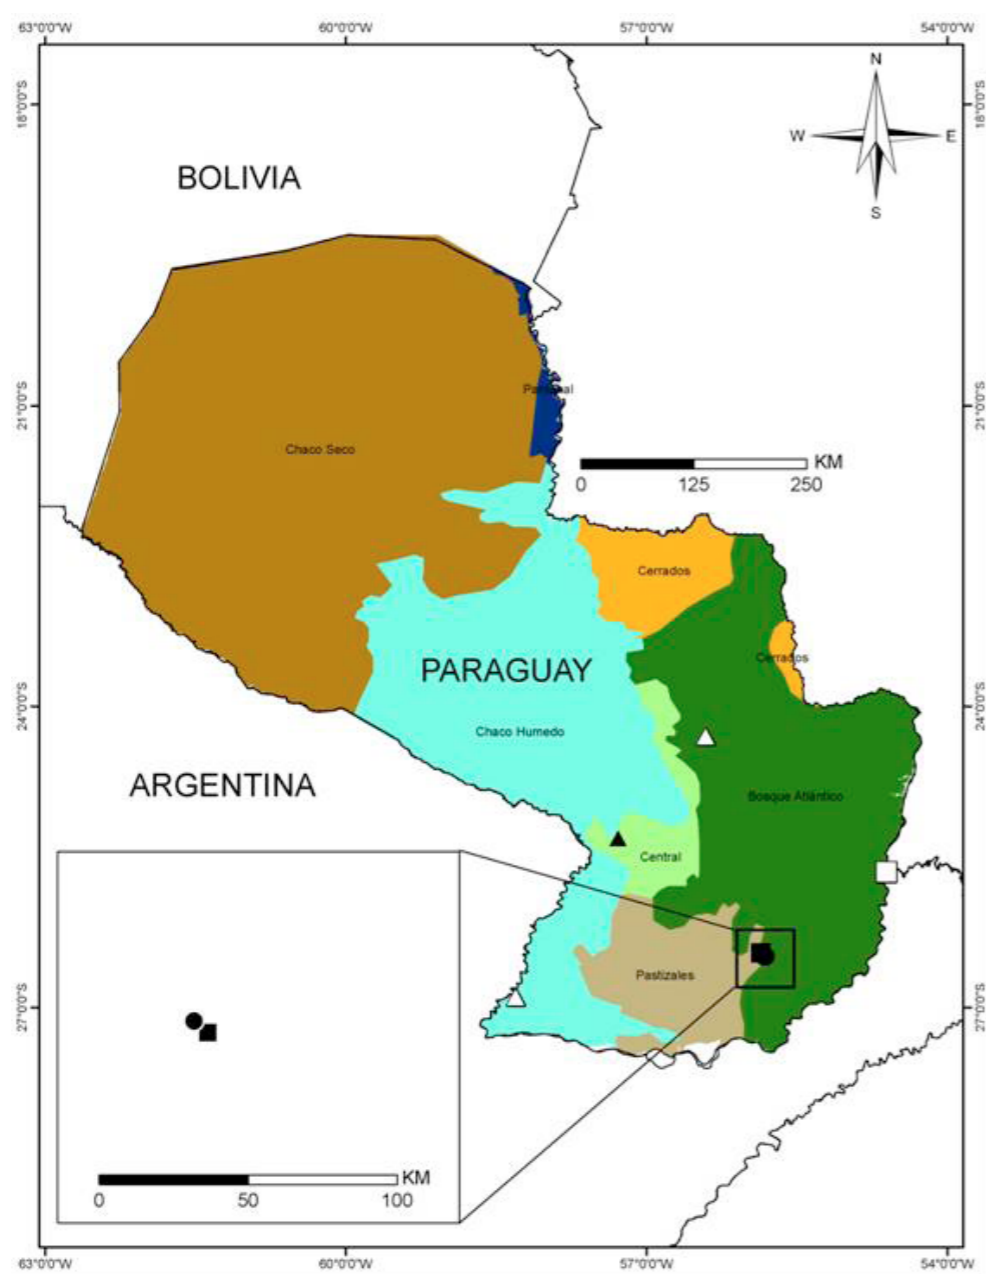 63°0'0"W 60°0'0"W 57°0'0"W 54°0'0"W
N
18°0'0"S 18°0'0"S
W E
BOLIVIA
S
Pantanal
21°0'0"S 21°0'0"S
Chaco Seco
KM
0 125 250
Cerrados
Cerrados
PARAGUAY
24°0'0"S 24°0'0"S
Chaco Humedo
ARGENTINA
Bosque Atlántico
Central
Pastizales
27°0'0"S 27°0'0"S
KM
0 50 100
63°0'0"W 60°0'0"W 57°0'0"W 54°0'0"W